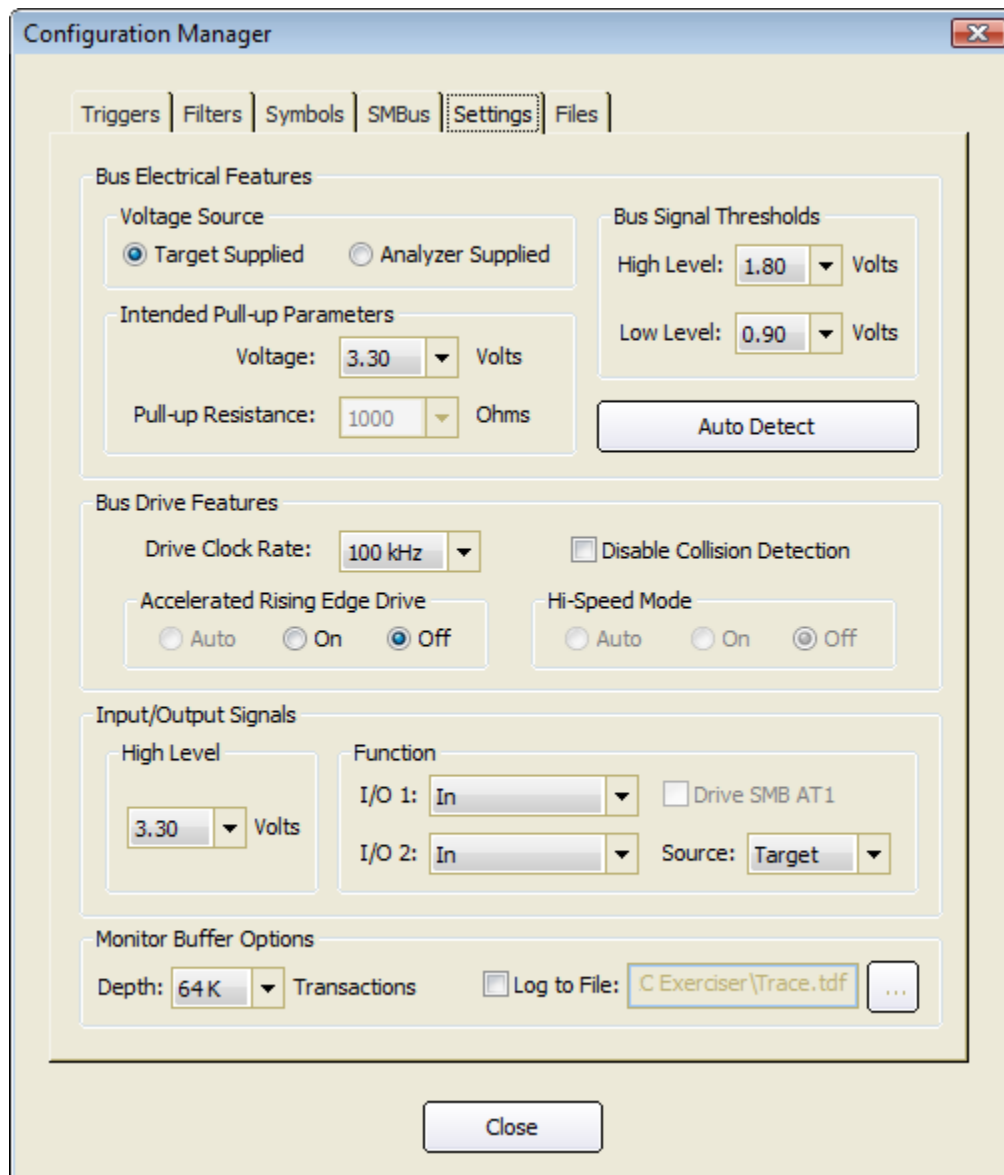 Configuration Manager
Triggers Filters Symbols SMBus Settings Files
Bus Electrical Features
Voltage Source
Target Supplied Analyzer Supplied
Intended Pull-up Parameters
Voltage: 3.30 Volts
Pull-up Resistance: 1000 Ohms
Bus Signal Thresholds
High Level: 1.80 Volts
Low Level: 0.90 Volts
Auto Detect
Bus Drive Features
Drive Clock Rate: 100 kHz Disable Collision Detection
Accelerated Rising Edge Drive
Auto On Off
Hi-Speed Mode
Auto On Off
Input/Output Signals
High Level
3.30 Volts
Function
I/O 1: In Drive SMB AT1
I/O 2: In Source: Target
Monitor Buffer Options
Depth: 64 K Transactions Log to File: C Exerciser\Trace.tdf ...
Close